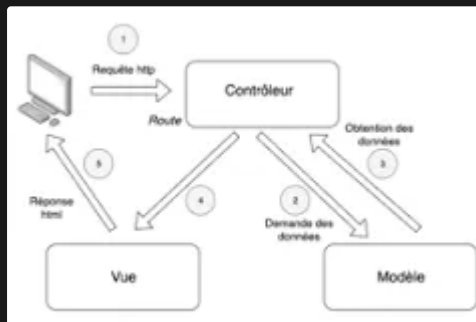 1
Requête http
Contrôleur
Route
Obtention des
données
3
5
4
2
Réponse
html
Demande des
données
Vue
Modèle